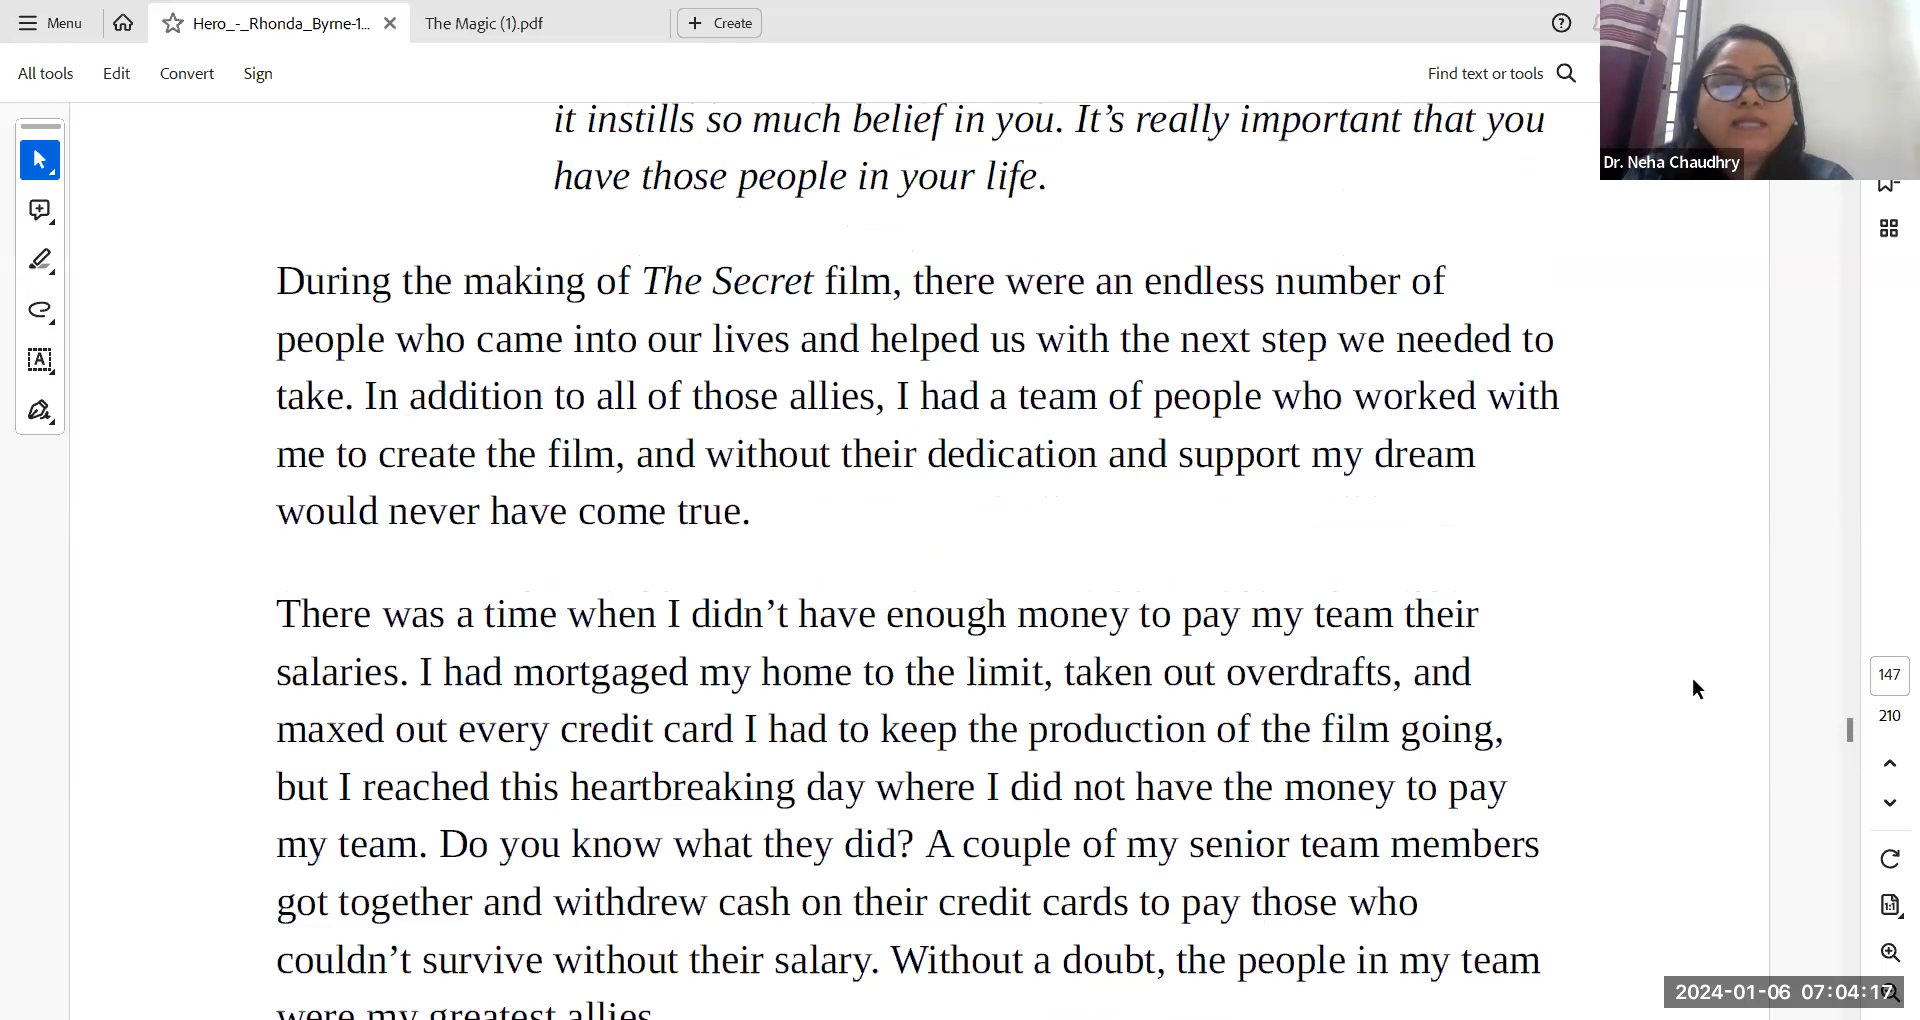 Menu
Hero_-_Rhonda_Byrne-1...
The Magic (1).pdf
Create
All tools
Edit
Convert
Sign
Find text or tools
Dr. Neha Chaudhry
it instills so much belief in you. It’s really important that you
have those people in your life.
During the making of The Secret film, there were an endless number of
people who came into our lives and helped us with the next step we needed to
take. In addition to all of those allies, I had a team of people who worked with
me to create the film, and without their dedication and support my dream
would never have come true.
There was a time when I didn’t have enough money to pay my team their
salaries. I had mortgaged my home to the limit, taken out overdrafts, and
maxed out every credit card I had to keep the production of the film going,
but I reached this heartbreaking day where I did not have the money to pay
my team. Do you know what they did? A couple of my senior team members
got together and withdrew cash on their credit cards to pay those who
couldn’t survive without their salary. Without a doubt, the people in my team
were my greatest allies.
147
210
2024-01-06 07:04:17